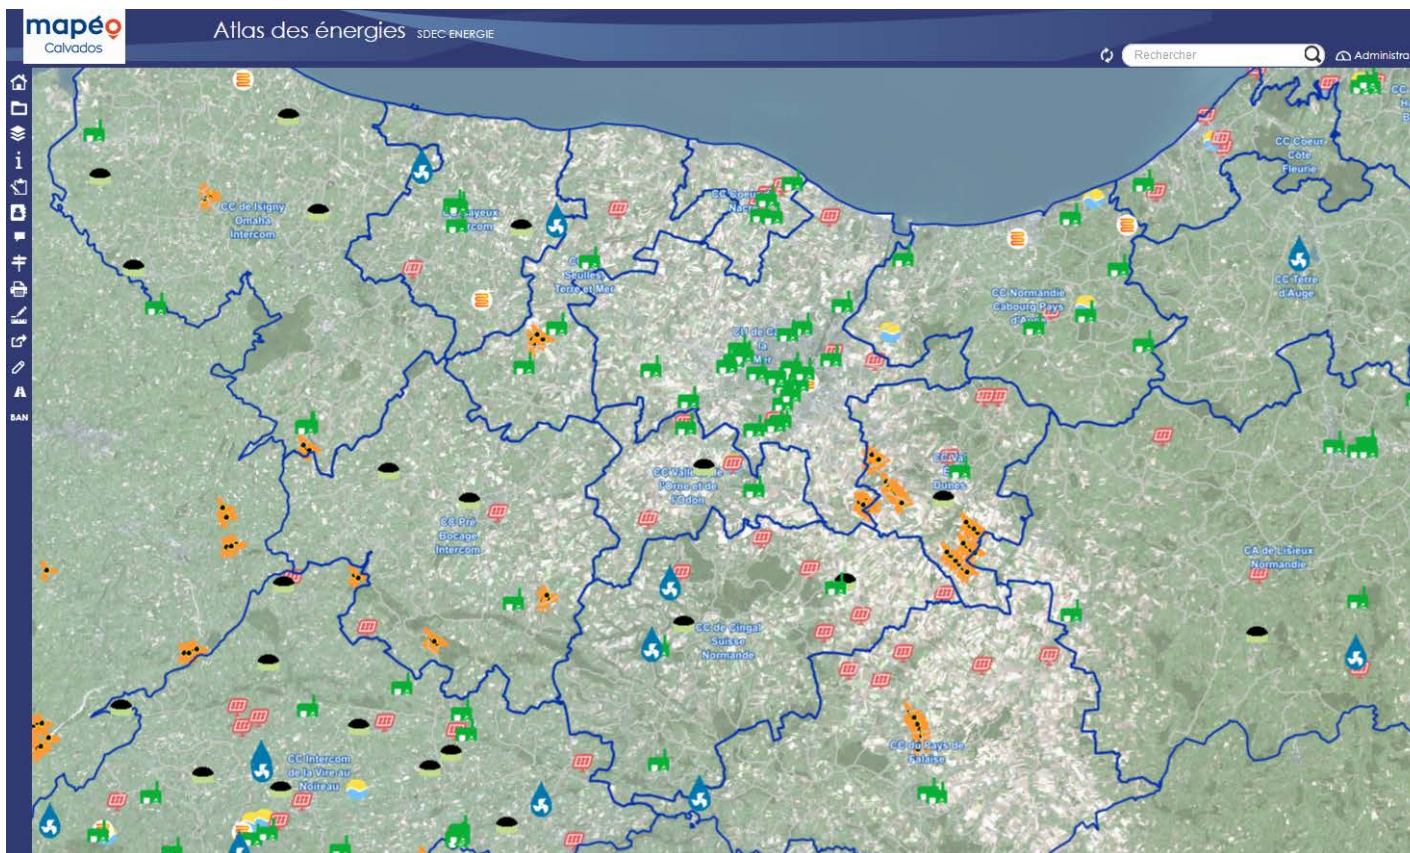 mapéo
Calvados
Atlas des énergies SDEC ENERGIE
Rechercher
Administra
BAN
CC Coeur
Côte
Fleurie
CC de Isigny
Omaha
Intercom
CC Terre
d'Auge
Seulles
Terre et Mer
CC Normandie
Cabourg Pays
d'Auge
la
Mer
CC Pré
Bocage
Intercom
l'Orne et de
l'Odon
Dunes
CA de Lisieux
Normandie
CC de Cingal
Suisse
Normande
CC du Pays de
Falaise
CC Intercom
de la Vire au
Noireau